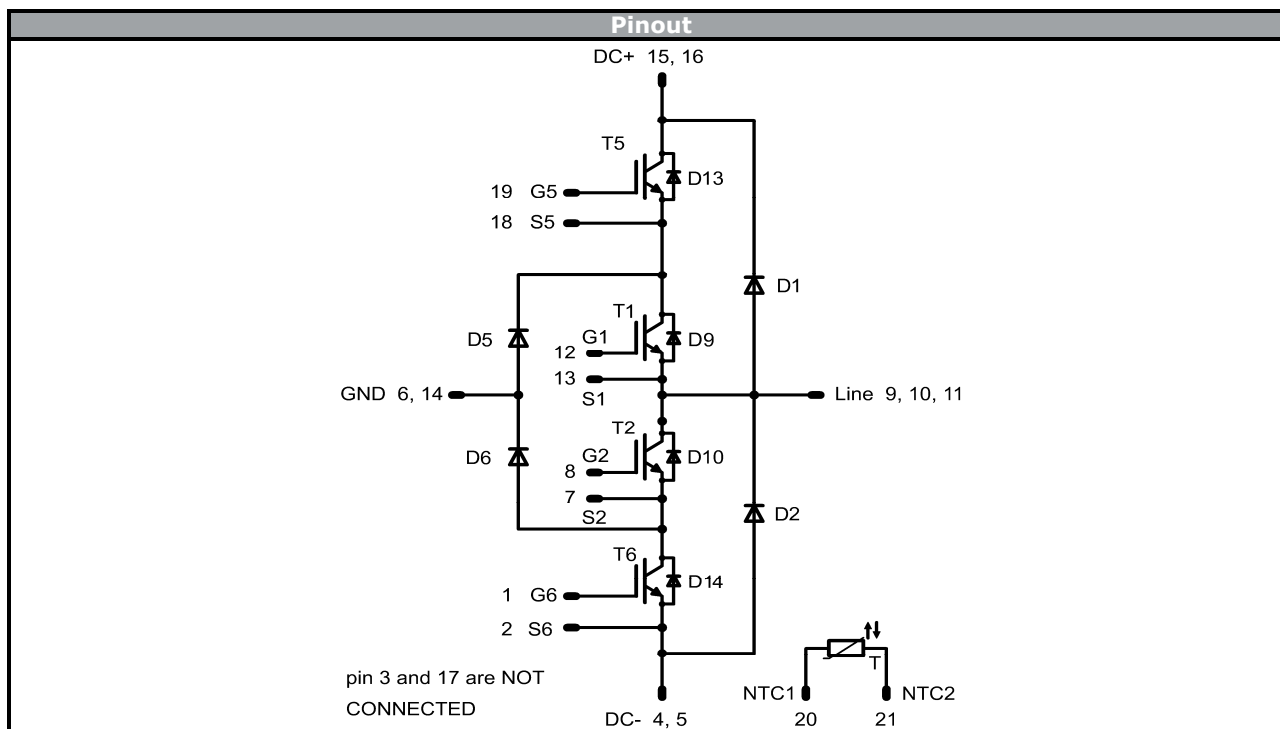 Pinout
DC+ 15, 16
T5
D13
19 G5
18 S5
D1
T1
G1
D5
D9
12
13
GND 6, 14
S1
Line 9, 10, 11
T2
G2
D6
D10
8
7
D2
S2
T6
D14
1 G6
2 S6
T
pin 3 and 17 are NOT
CONNECTED
NTC1
NTC2
DC- 4, 5
20
21